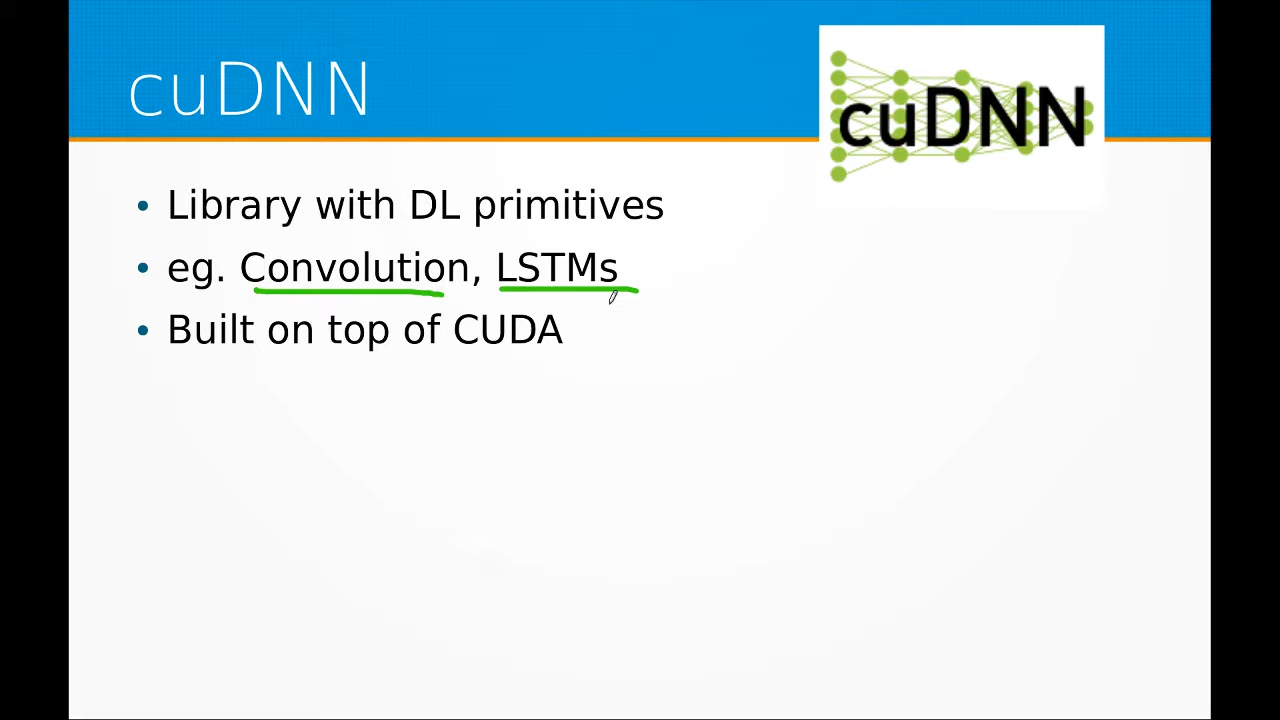 cuDNN
cuDNN
• Library with DL primitives
• eg. Convolution, LSTMs
• Built on top of CUDA